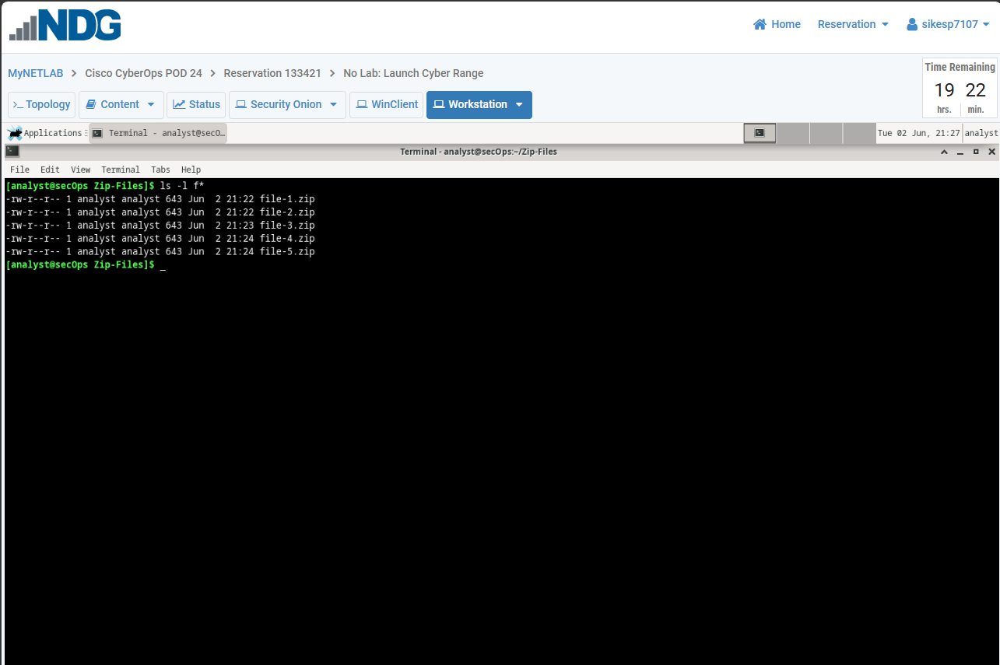 NDG
Home Reservation sikesp7107
MyNETLAB > Cisco CyberOps POD 24 > Reservation 133421 > No Lab: Launch Cyber Range
Time Remaining
19 22
hrs. min.
>_ Topology Content Status Security Onion WinClient Workstation
Applications Terminal - analyst@secO... Tue 02 Jun, 21:27 analyst
Terminal - analyst@secOps:~/Zip-Files
File Edit View Terminal Tabs Help
[analyst@secOps Zip-Files]$ ls -l f*
-rw-r--r-- 1 analyst analyst 643 Jun  2 21:22 file-1.zip
-rw-r--r-- 1 analyst analyst 643 Jun  2 21:22 file-2.zip
-rw-r--r-- 1 analyst analyst 643 Jun  2 21:23 file-3.zip
-rw-r--r-- 1 analyst analyst 643 Jun  2 21:24 file-4.zip
-rw-r--r-- 1 analyst analyst 643 Jun  2 21:24 file-5.zip
[analyst@secOps Zip-Files]$ _